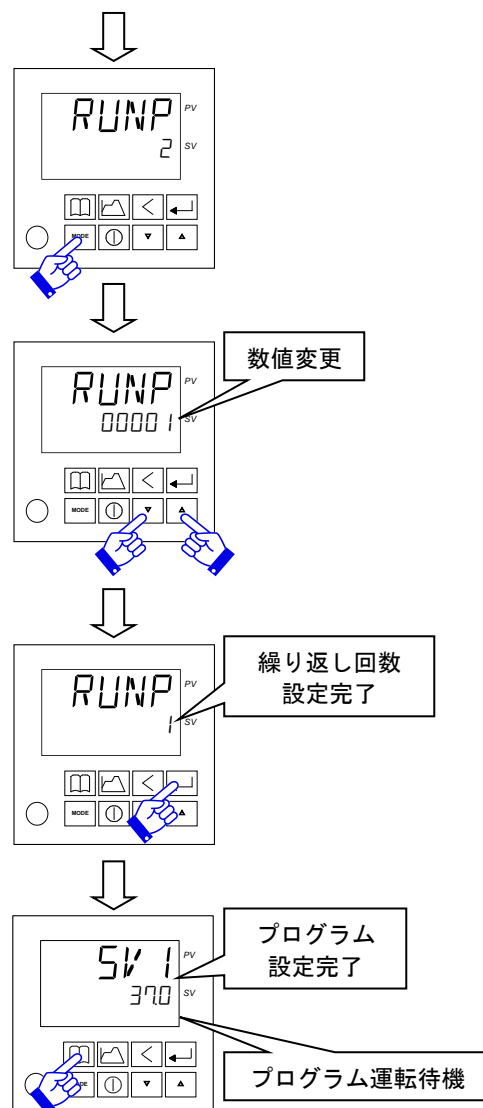 RUNP PV
2 SV
MODE
数値変更
RUNP PV
00001 SV
MODE
繰り返し回数
設定完了
RUNP PV
1 SV
MODE
プログラム
設定完了
SV 1 PV
37.0 SV
プログラム運転待機